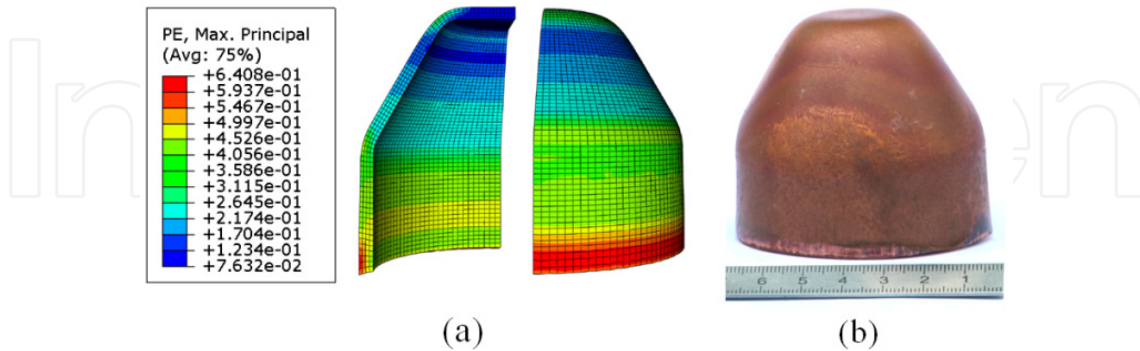 PE, Max. Principal
(Avg: 75%)
+6.408e-01
+5.937e-01
+5.467e-01
+4.997e-01
+4.526e-01
+4.056e-01
+3.586e-01
+3.115e-01
+2.645e-01
+2.174e-01
+1.704e-01
+1.234e-01
+7.632e-02
6 5 4 3 2 1
(a)
(b)